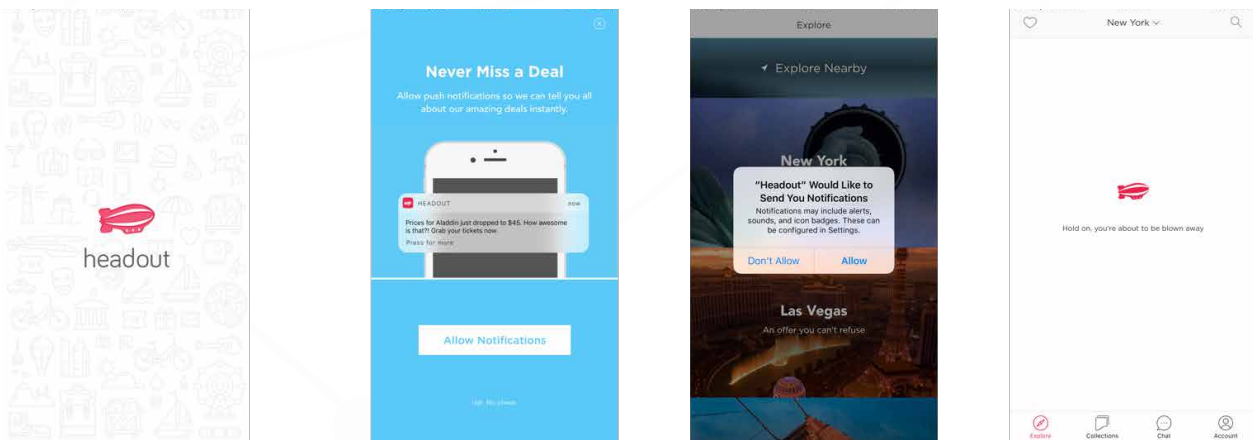 headout
Never Miss a Deal
Allow push notifications so we can tell you all
about our amazing deals instantly.
HEADOUT
now
Prices for Aladdin just dropped to $45. How awesome
is that?! Grab your tickets now.
Press for more
Allow Notifications
Explore
Explore Nearby
New York
"Headout" Would Like to
Send You Notifications
Notifications may include alerts,
sounds, and icon badges. These can
be configured in Settings.
Don't Allow
Allow
Las Vegas
An offer you can't refuse
New York
Hold on, you're about to be blown away
Explore
Collections
Chat
Account